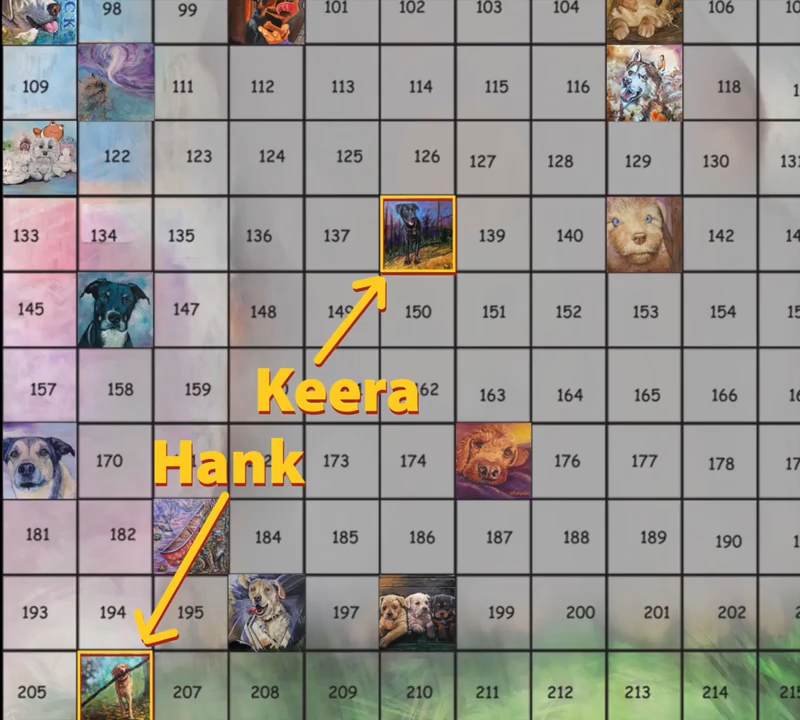 98 99 101 102 103 104 106
109 111 112 113 114 115 116 118
122 123 124 125 126 127 128 129 130
133 134 135 136 137 139 140 142
145 147 148 149 150 151 152 153 154
157 158 159 162 163 164 165 166
Keera
Hank
170 173 174 176 177 178
181 182 184 185 186 187 188 189 190
193 194 195 197 199 200 201 202
205 207 208 209 210 211 212 213 214 215